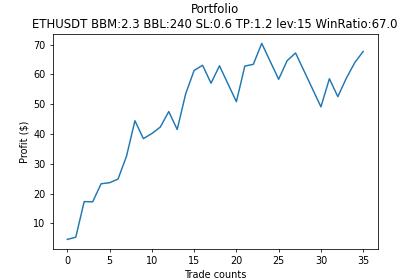 Portfolio
ETHUSDT BBM:2.3 BBL:240 SL:0.6 TP:1.2 lev:15 WinRatio:67.0
70
60
50
40
30
20
10
Profit ($)
0 5 10 15 20 25 30 35
Trade counts